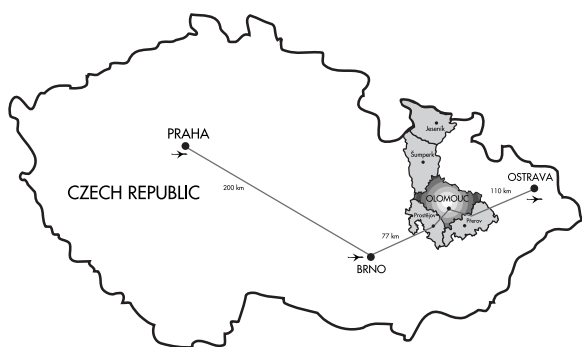 Jeseník
PRAHA
Šumperk
OSTRAVA
CZECH REPUBLIC
200 km
110 km
OLOMOUC
Prostějov
Přerov
77 km
BRNO